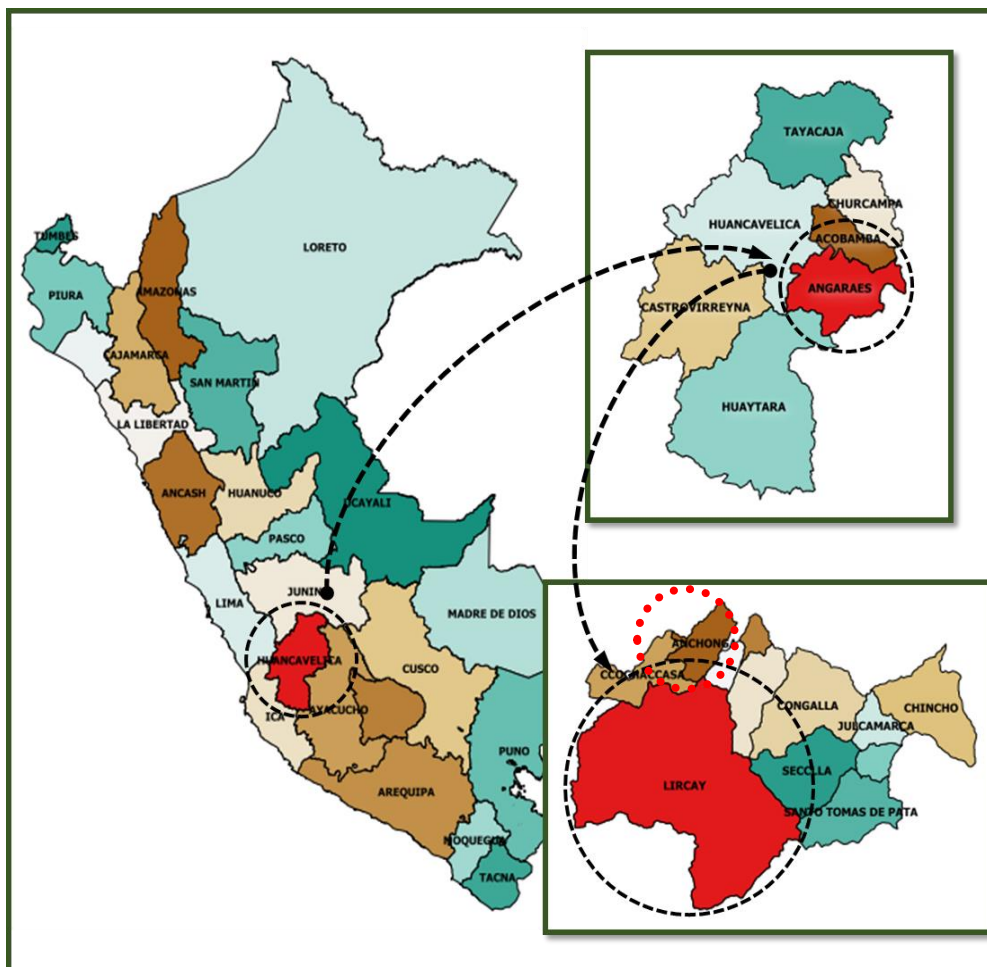 LORETO
TUMBES
PIURA
AMAZONAS
CAJAMARCA
SAN MARTIN
LA LIBERTAD
ANCASH
HUANUCO
UCAYALI
PASCO
LIMA
JUNIN
MADRE DE DIOS
HUANCAVELICA
CUSCO
ICA
AYACUCHO
PUNO
AREQUIPA
MOQUEGUA
TACNA
TAYACAJA
CHURCAMPA
HUANCAVELICA
ACOBAMBA
ANGARAES
CASTROVIRREYNA
HUAYTARA
ANCHONGA
CCOCHACCASA
CONGALLA
CHINCHO
JULCAMARCA
SECCLLA
LIRCAY
SANTO TOMAS DE PATA